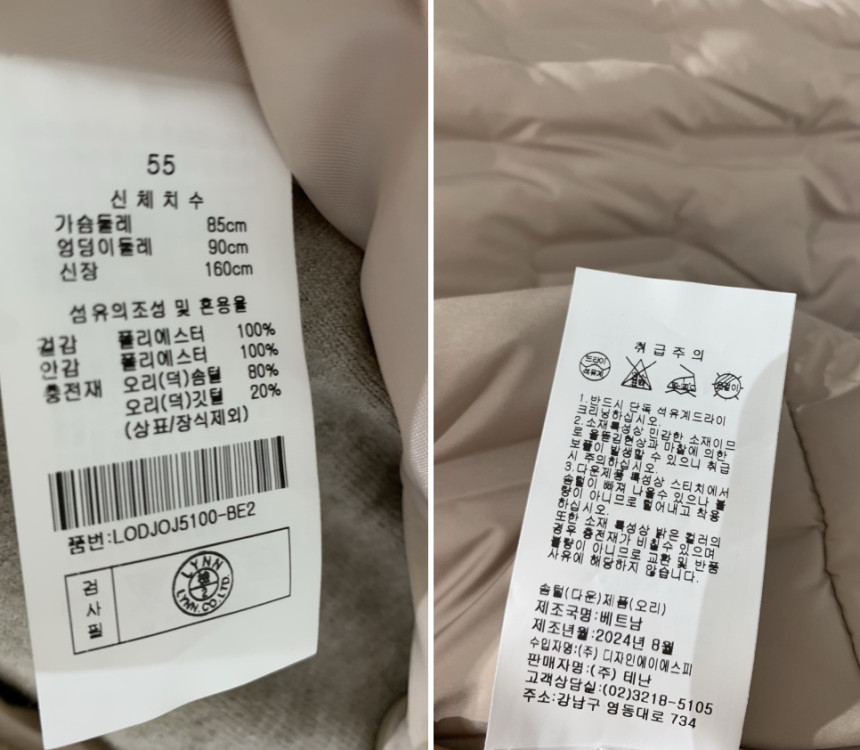 55
신체치수
가슴둘레 85cm
엉덩이둘레 90cm
신장 160cm
섬유의조성 및 혼용율
겉감 폴리에스터 100%
안감 폴리에스터 100%
충전재 오리(덕)솜털 80%
오리(덕)깃털 20%
(상표/장식제외)
품번:LODJOJ5100-BE2
검사필
LYNN
LYNN.CO.LTD.
취급주의
드라이
석유계
1.반드시 단독 석유계드라이
크리닝하십시오.
2.소재특성상 민감한 소재이므
로 올뜯김현상과 마찰에 의한
보풀이 발생할 수 있으니 취급
시 주의하십시오.
3.다운제품특성상 스티치에서
솜털이 빠져 나올수 있으나 불
량이 아니므로 털어내고 착용
하십시오.
또한 소재 특성상 밝은 컬러의
경우 충전재가 비칠수 있으며
불량이 아니므로 교환 및 반품
사유에 해당하지 않습니다.
솜털(다운)제품(오리)
제조국명:베트남
제조년월:2024년 8월
수입자명:(주) 디자인에이에스피
판매자명:(주) 테난
고객상담실:(02)3218-5105
주소:강남구 영동대로 734